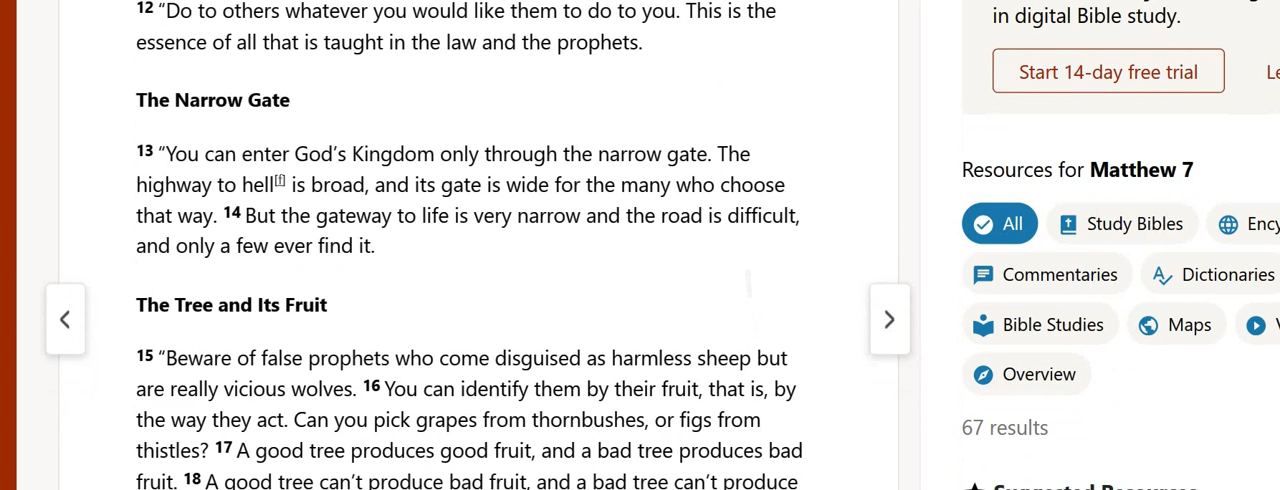 12 “Do to others whatever you would like them to do to you. This is the
essence of all that is taught in the law and the prophets.
The Narrow Gate
13 “You can enter God’s Kingdom only through the narrow gate. The
highway to hell[f] is broad, and its gate is wide for the many who choose
that way. 14 But the gateway to life is very narrow and the road is difficult,
and only a few ever find it.
The Tree and Its Fruit
15 “Beware of false prophets who come disguised as harmless sheep but
are really vicious wolves. 16 You can identify them by their fruit, that is, by
the way they act. Can you pick grapes from thornbushes, or figs from
thistles? 17 A good tree produces good fruit, and a bad tree produces bad
fruit. 18 A good tree can’t produce bad fruit, and a bad tree can’t produce
in digital Bible study.
Start 14-day free trial
Resources for Matthew 7
All Study Bibles
Commentaries Dictionaries
Bible Studies Maps
Overview
67 results
Suggested Resources